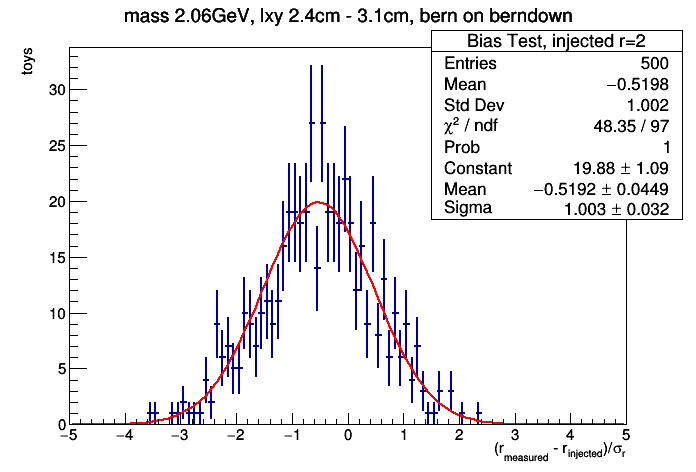 mass 2.06GeV, lxy 2.4cm - 3.1cm, bern on berndown
Bias Test, injected r=2
Entries 500
Mean −0.5198
Std Dev 1.002
χ² / ndf 48.35 / 97
Prob 1
Constant 19.88 ± 1.09
Mean −0.5192 ± 0.0449
Sigma 1.003 ± 0.032
toys
30
25
20
15
10
5
0
−5 −4 −3 −2 −1 0 1 2 3 4 5
(r_measured - r_injected)/σ_r